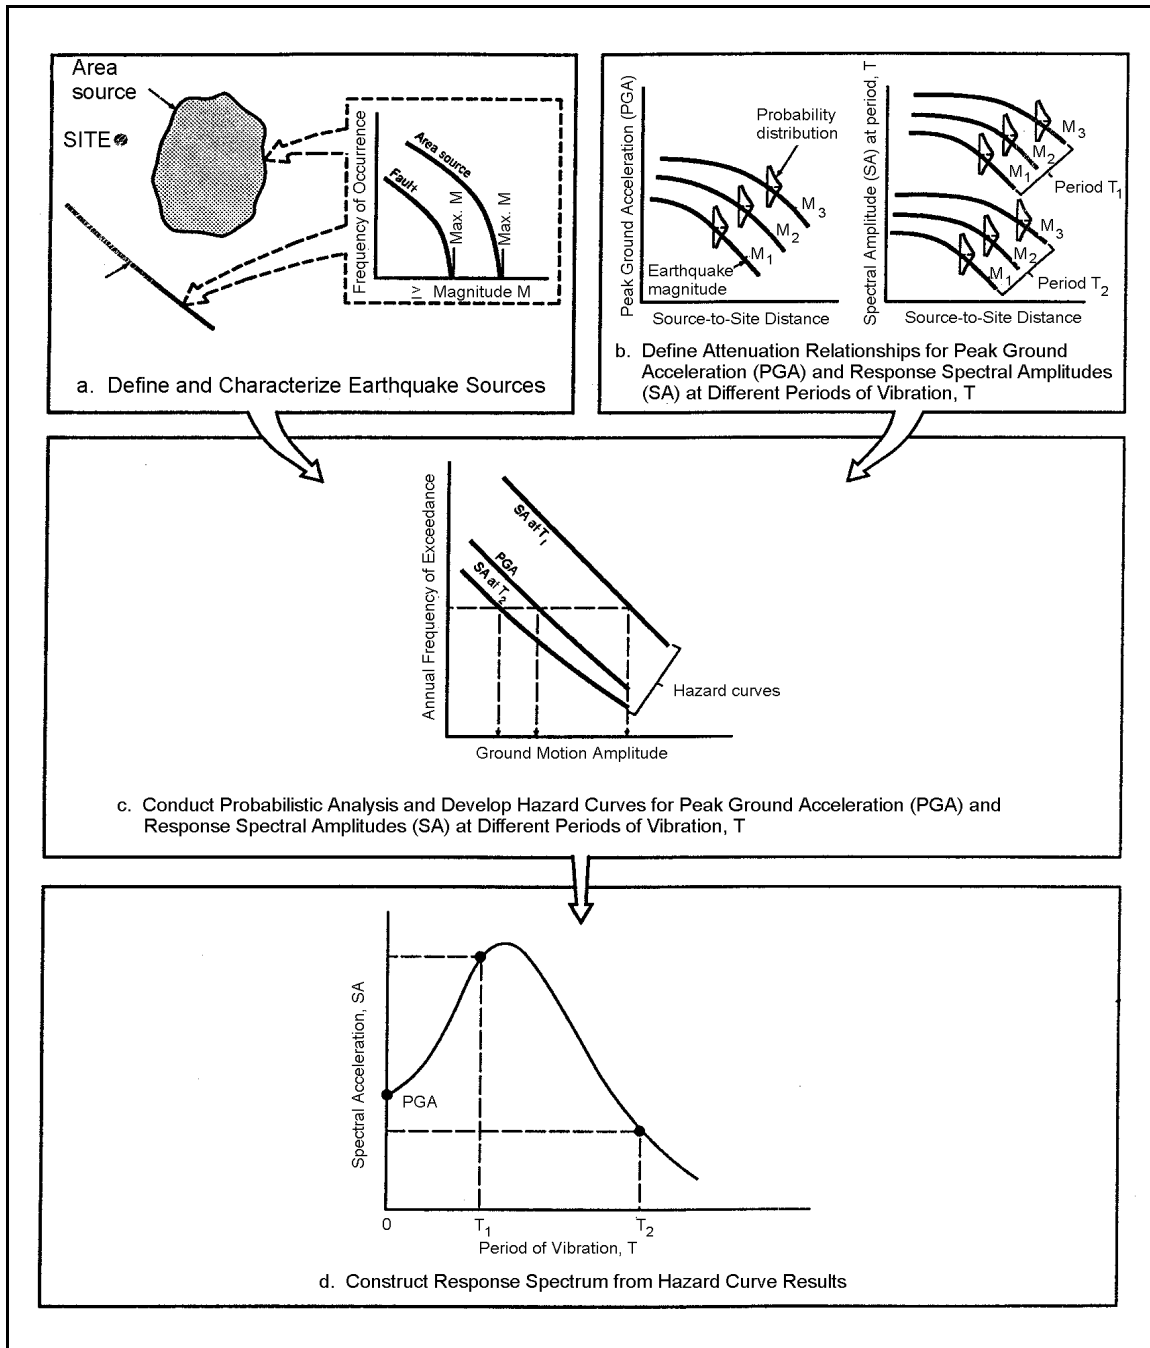 Area
source
SITE
Frequency of Occurrence
Area source
Fault
Max. M
Max. M
≥ Magnitude M
a. Define and Characterize Earthquake Sources
Peak Ground Acceleration (PGA)
Probability
distribution
M3
M2
M1
Earthquake
magnitude
Source-to-Site Distance
Spectral Amplitude (SA) at period, T
M3
M2
M1
Period T1
M3
M2
M1
Period T2
Source-to-Site Distance
b. Define Attenuation Relationships for Peak Ground
Acceleration (PGA) and Response Spectral Amplitudes
(SA) at Different Periods of Vibration, T
Annual Frequency of Exceedance
SA at T1
PGA
SA at T2
Hazard curves
Ground Motion Amplitude
c. Conduct Probabilistic Analysis and Develop Hazard Curves for Peak Ground Acceleration (PGA) and
Response Spectral Amplitudes (SA) at Different Periods of Vibration, T
Spectral Acceleration, SA
PGA
0 T1 T2
Period of Vibration, T
d. Construct Response Spectrum from Hazard Curve Results